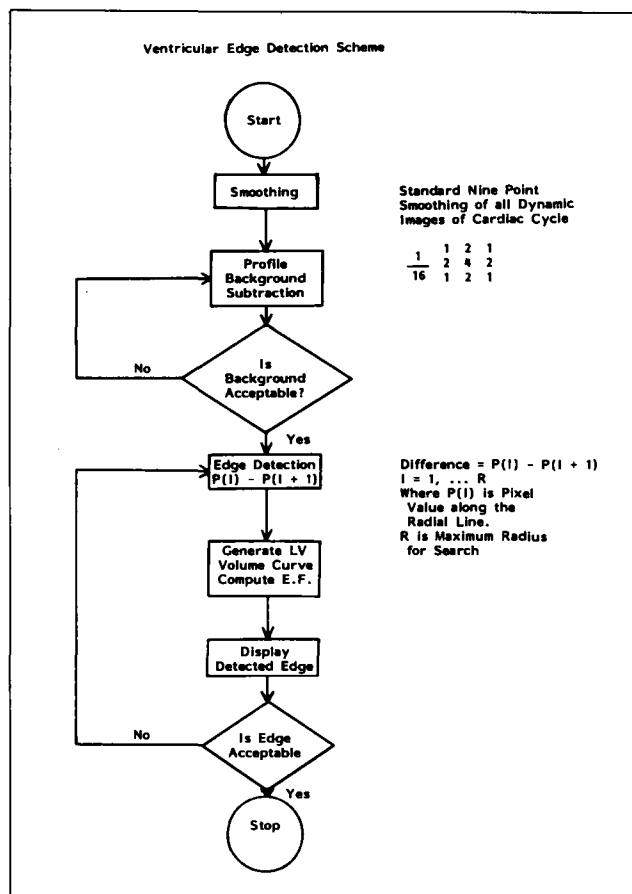 Ventricular Edge Detection Scheme
Start
Smoothing
Standard Nine Point
Smoothing of all Dynamic
Images of Cardiac Cycle
1 2 1
1 2 4 2
16 1 2 1
Profile
Background
Subtraction
No
Is
Background
Acceptable?
Yes
Edge Detection
P(I) - P(I + 1)
Difference = P(I) - P(I + 1)
I = 1, ... R
Where P(I) is Pixel
Value along the
Radial Line.
R is Maximum Radius
for Search
Generate LV
Volume Curve
Compute E.F.
Display
Detected Edge
No
Is Edge
Acceptable
Yes
Stop